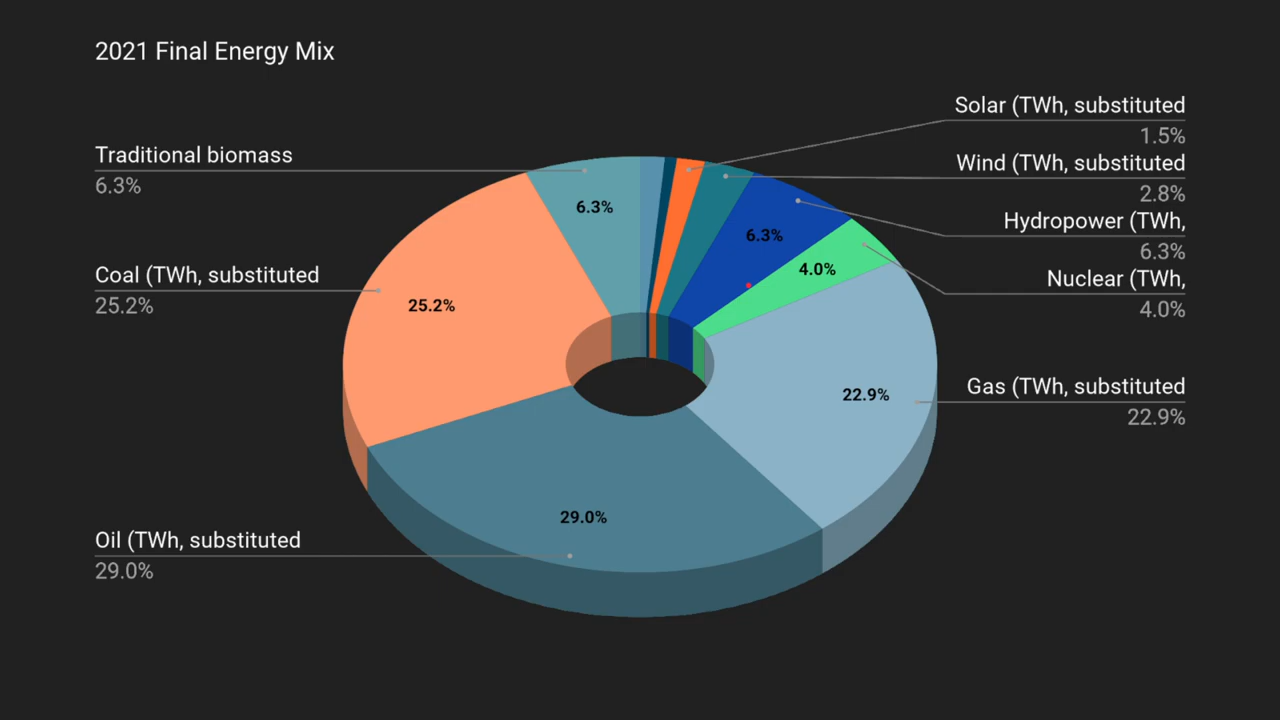 2021 Final Energy Mix
Traditional biomass
6.3%
Coal (TWh, substituted
25.2%
Oil (TWh, substituted
29.0%
6.3%
25.2%
29.0%
6.3%
4.0%
22.9%
Solar (TWh, substituted
1.5%
Wind (TWh, substituted
2.8%
Hydropower (TWh,
6.3%
Nuclear (TWh,
4.0%
Gas (TWh, substituted
22.9%